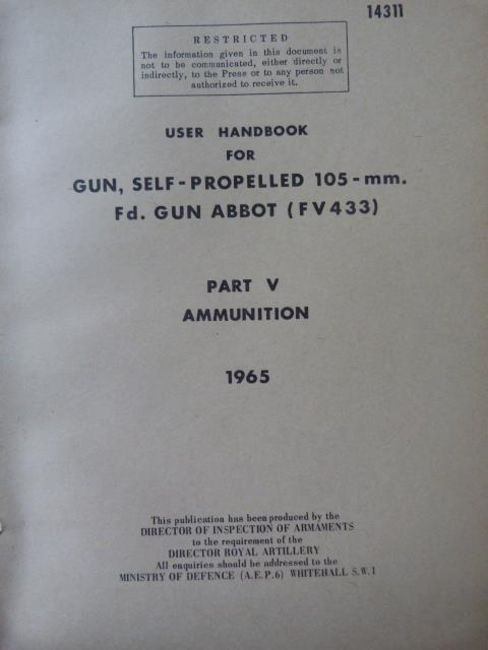 14311
RESTRICTED
The information given in this document is
not to be communicated, either directly or
indirectly, to the Press or to any person not
authorized to receive it.
USER HANDBOOK
FOR
GUN, SELF-PROPELLED 105-mm.
Fd. GUN ABBOT (FV433)
PART V
AMMUNITION
1965
This publication has been produced by the
DIRECTOR OF INSPECTION OF ARMAMENTS
to the requirement of the
DIRECTOR ROYAL ARTILLERY
All enquiries should be addressed to the
MINISTRY OF DEFENCE (A.E.P.6) WHITEHALL S.W.1